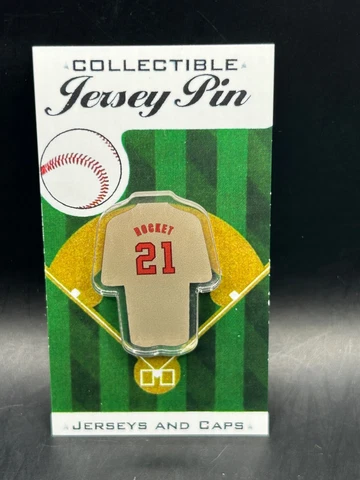 COLLECTIBLE
Jersey Pin
ROCKET
21
JERSEYS AND CAPS